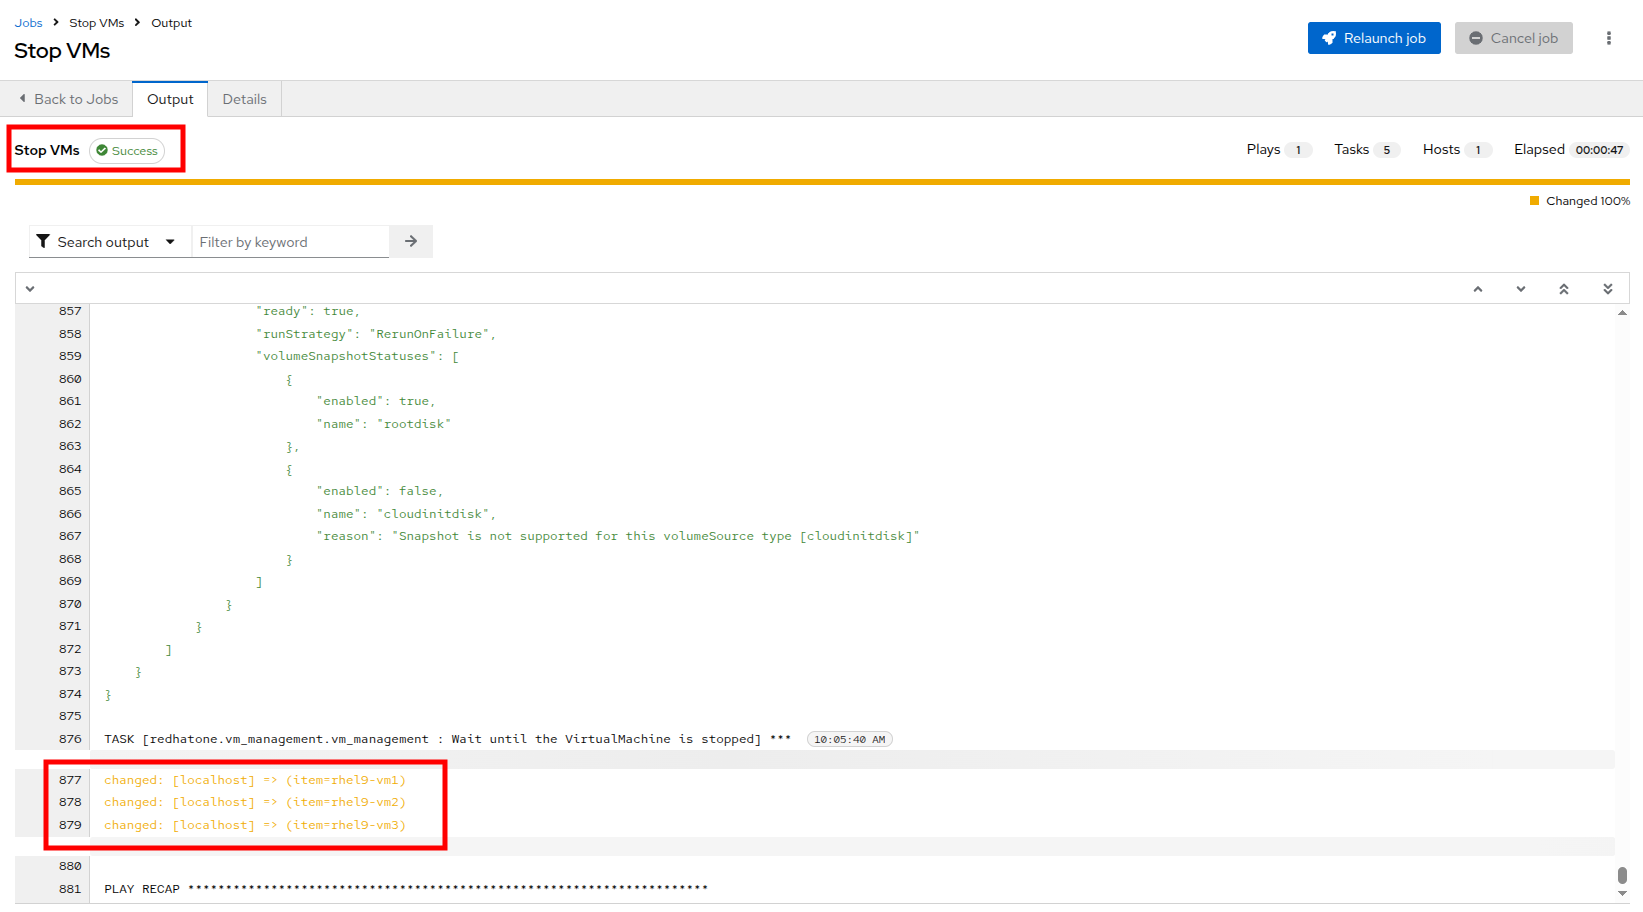 Jobs > Stop VMs > Output
Stop VMs
Relaunch job
Cancel job
Back to Jobs
Output
Details
Stop VMs Success
Plays 1 Tasks 5 Hosts 1 Elapsed 00:00:47
Changed 100%
Search output
Filter by keyword
857 "ready": true,
858 "runStrategy": "RerunOnFailure",
859 "volumeSnapshotStatuses": [
860 {
861 "enabled": true,
862 "name": "rootdisk"
863 },
864 {
865 "enabled": false,
866 "name": "cloudinitdisk",
867 "reason": "Snapshot is not supported for this volumeSource type [cloudinitdisk]"
868 }
869 ]
870 }
871 }
872 ]
873 }
874 }
875
876 TASK [redhatone.vm_management.vm_management : Wait until the VirtualMachine is stopped] *** 10:05:40 AM
877 changed: [localhost] => (item=rhel9-vm1)
878 changed: [localhost] => (item=rhel9-vm2)
879 changed: [localhost] => (item=rhel9-vm3)
880
881 PLAY RECAP *********************************************************************